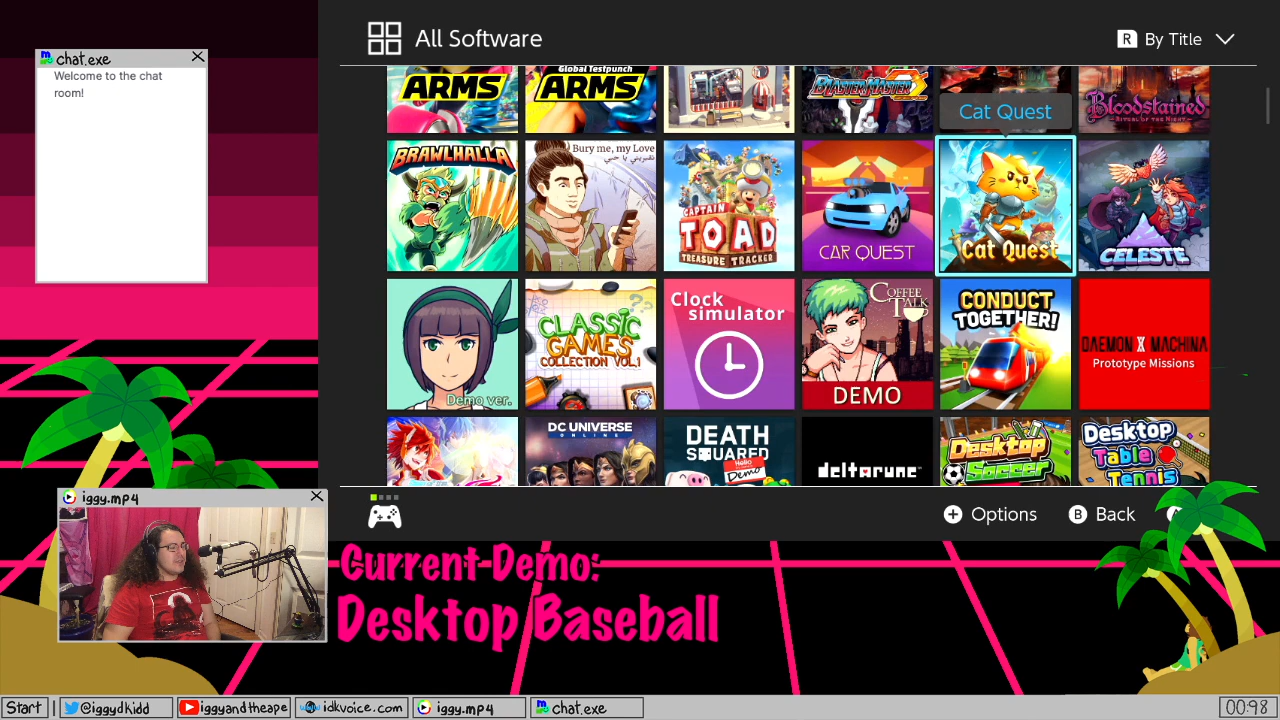 All Software
R By Title
chat.exe
Welcome to the chat
room!
ARMS
Global Testpunch
ARMS
BLASTER MASTER
Cat Quest
Bloodstained
RITUAL OF THE NIGHT
BRAWLHALLA
Bury me, my Love
CAPTAIN
TOAD
TREASURE TRACKER
CAR QUEST
Cat Quest
CELESTE
Demo ver.
CLASSIC
GAMES
COLLECTION VOL.1
Clock
simulator
COFFEE
TALK
DEMO
CONDUCT
TOGETHER!
DAEMON X MACHINA
Prototype Missions
DC UNIVERSE
ONLINE
DEATH
SQUARED
Hello
Demo
deltarune
Desktop
Soccer
Desktop
Table
Tennis
+ Options
B Back
iggy.mp4
Current Demo:
Desktop Baseball
Start
@iggydkidd
iggyandtheape
www idkvoice.com
iggy.mp4
chat.exe
00:98